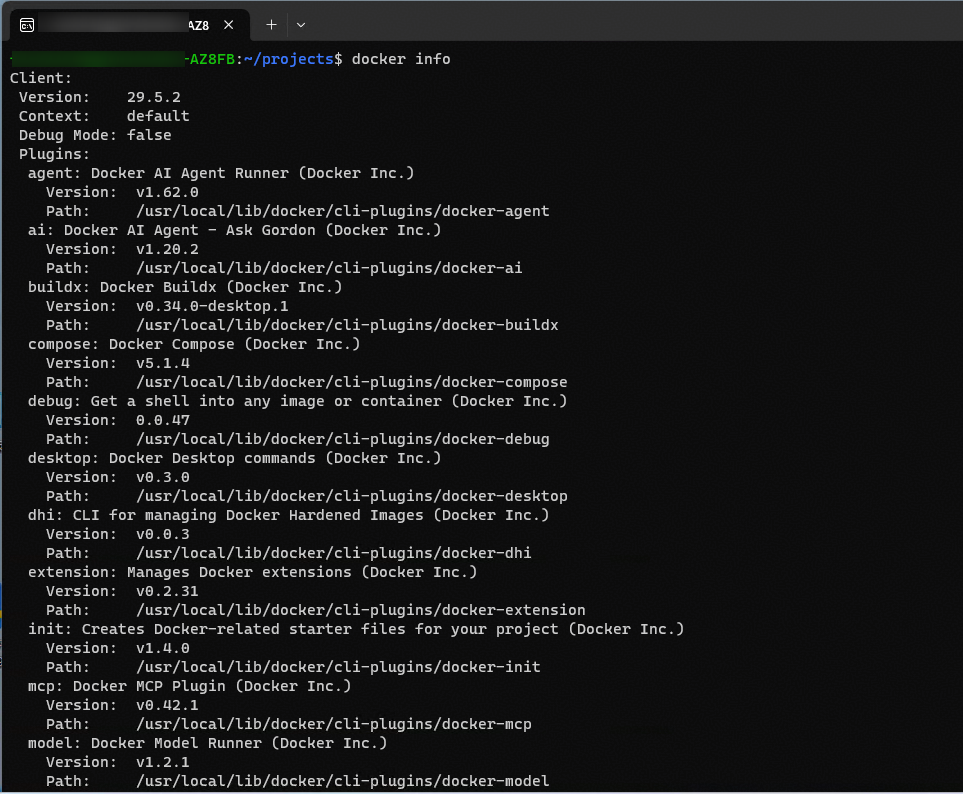 AZ8
-AZ8FB:~/projects$ docker info
Client:
 Version:    29.5.2
 Context:    default
 Debug Mode: false
 Plugins:
  agent: Docker AI Agent Runner (Docker Inc.)
    Version:  v1.62.0
    Path:     /usr/local/lib/docker/cli-plugins/docker-agent
  ai: Docker AI Agent - Ask Gordon (Docker Inc.)
    Version:  v1.20.2
    Path:     /usr/local/lib/docker/cli-plugins/docker-ai
  buildx: Docker Buildx (Docker Inc.)
    Version:  v0.34.0-desktop.1
    Path:     /usr/local/lib/docker/cli-plugins/docker-buildx
  compose: Docker Compose (Docker Inc.)
    Version:  v5.1.4
    Path:     /usr/local/lib/docker/cli-plugins/docker-compose
  debug: Get a shell into any image or container (Docker Inc.)
    Version:  0.0.47
    Path:     /usr/local/lib/docker/cli-plugins/docker-debug
  desktop: Docker Desktop commands (Docker Inc.)
    Version:  v0.3.0
    Path:     /usr/local/lib/docker/cli-plugins/docker-desktop
  dhi: CLI for managing Docker Hardened Images (Docker Inc.)
    Version:  v0.0.3
    Path:     /usr/local/lib/docker/cli-plugins/docker-dhi
  extension: Manages Docker extensions (Docker Inc.)
    Version:  v0.2.31
    Path:     /usr/local/lib/docker/cli-plugins/docker-extension
  init: Creates Docker-related starter files for your project (Docker Inc.)
    Version:  v1.4.0
    Path:     /usr/local/lib/docker/cli-plugins/docker-init
  mcp: Docker MCP Plugin (Docker Inc.)
    Version:  v0.42.1
    Path:     /usr/local/lib/docker/cli-plugins/docker-mcp
  model: Docker Model Runner (Docker Inc.)
    Version:  v1.2.1
    Path:     /usr/local/lib/docker/cli-plugins/docker-model